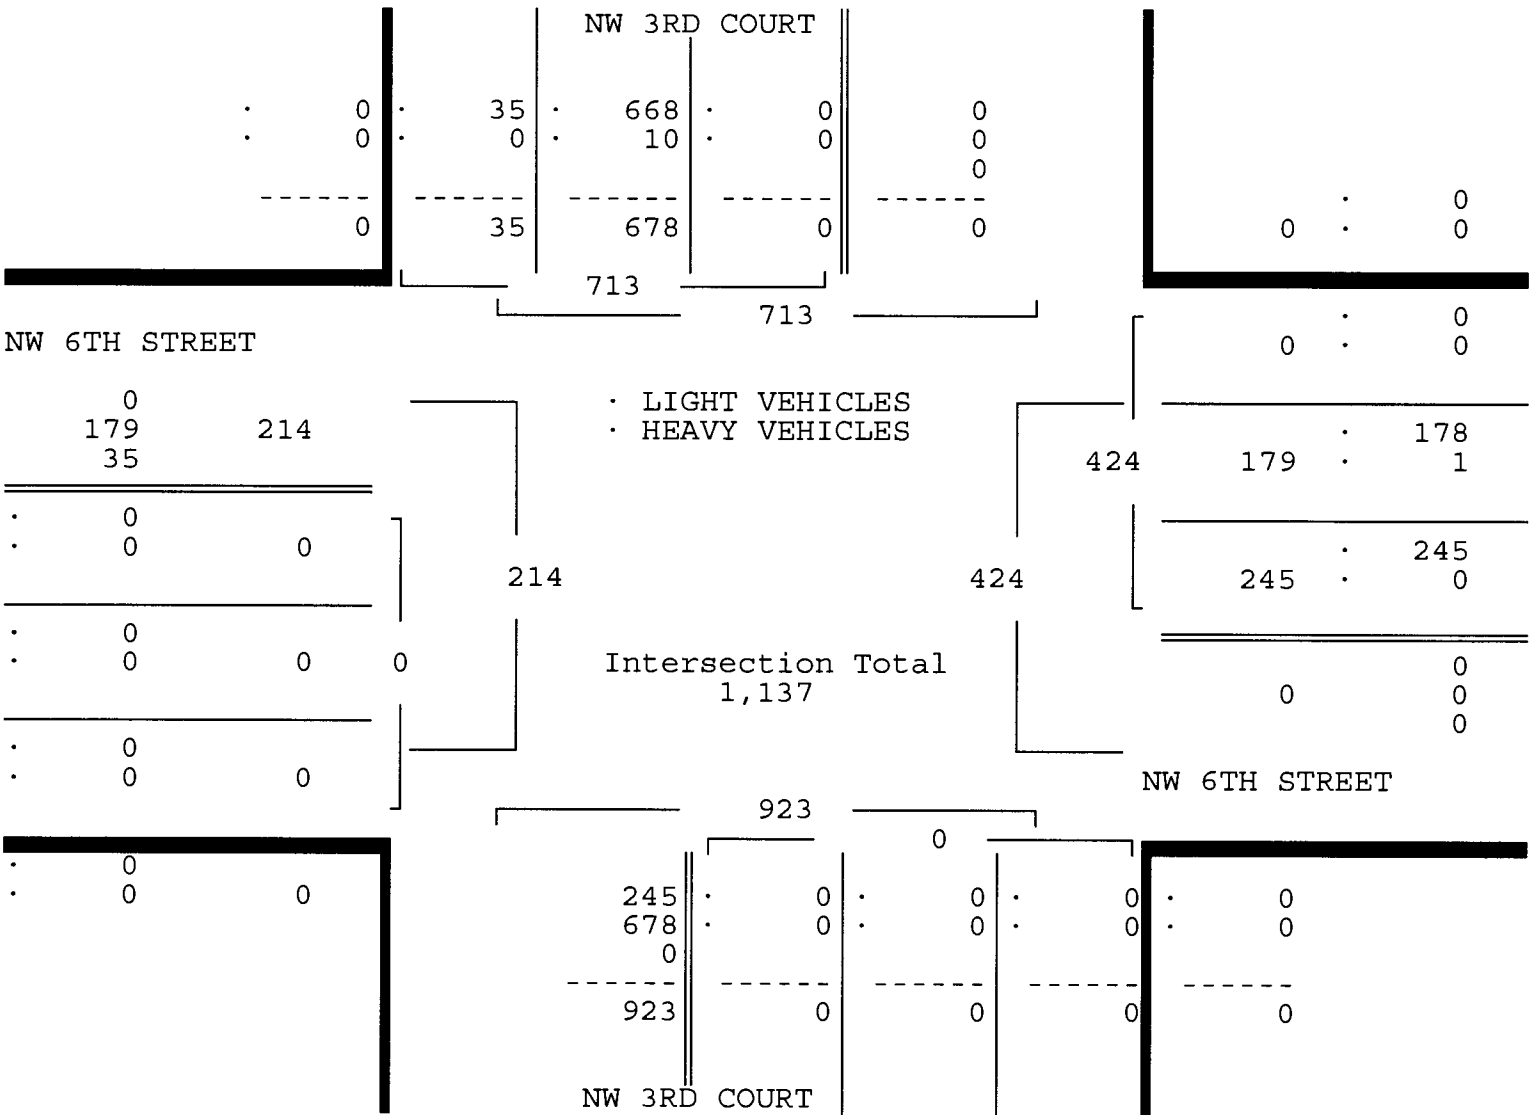 NW 3RD COURT
· 0 · 35 · 668 · 0 0
· 0 · 0 · 10 · 0 0
0
------ ------ ------ ------ ------ · 0
0 35 678 0 0 0 · 0
713
713 · 0
NW 6TH STREET 0 · 0
0 · LIGHT VEHICLES
179 214 · HEAVY VEHICLES · 178
35 424 179 · 1
· 0
· 0 0 · 245
214 424 245 · 0
· 0
· 0 0 0 Intersection Total 0
1,137 0 0
0
· 0
· 0 0 NW 6TH STREET
923
0
· 0
· 0 0 245 · 0 · 0 · 0 · 0
678 · 0 · 0 · 0 · 0
0
------ ------ ------ ------ ------
923 0 0 0 0
NW 3RD COURT